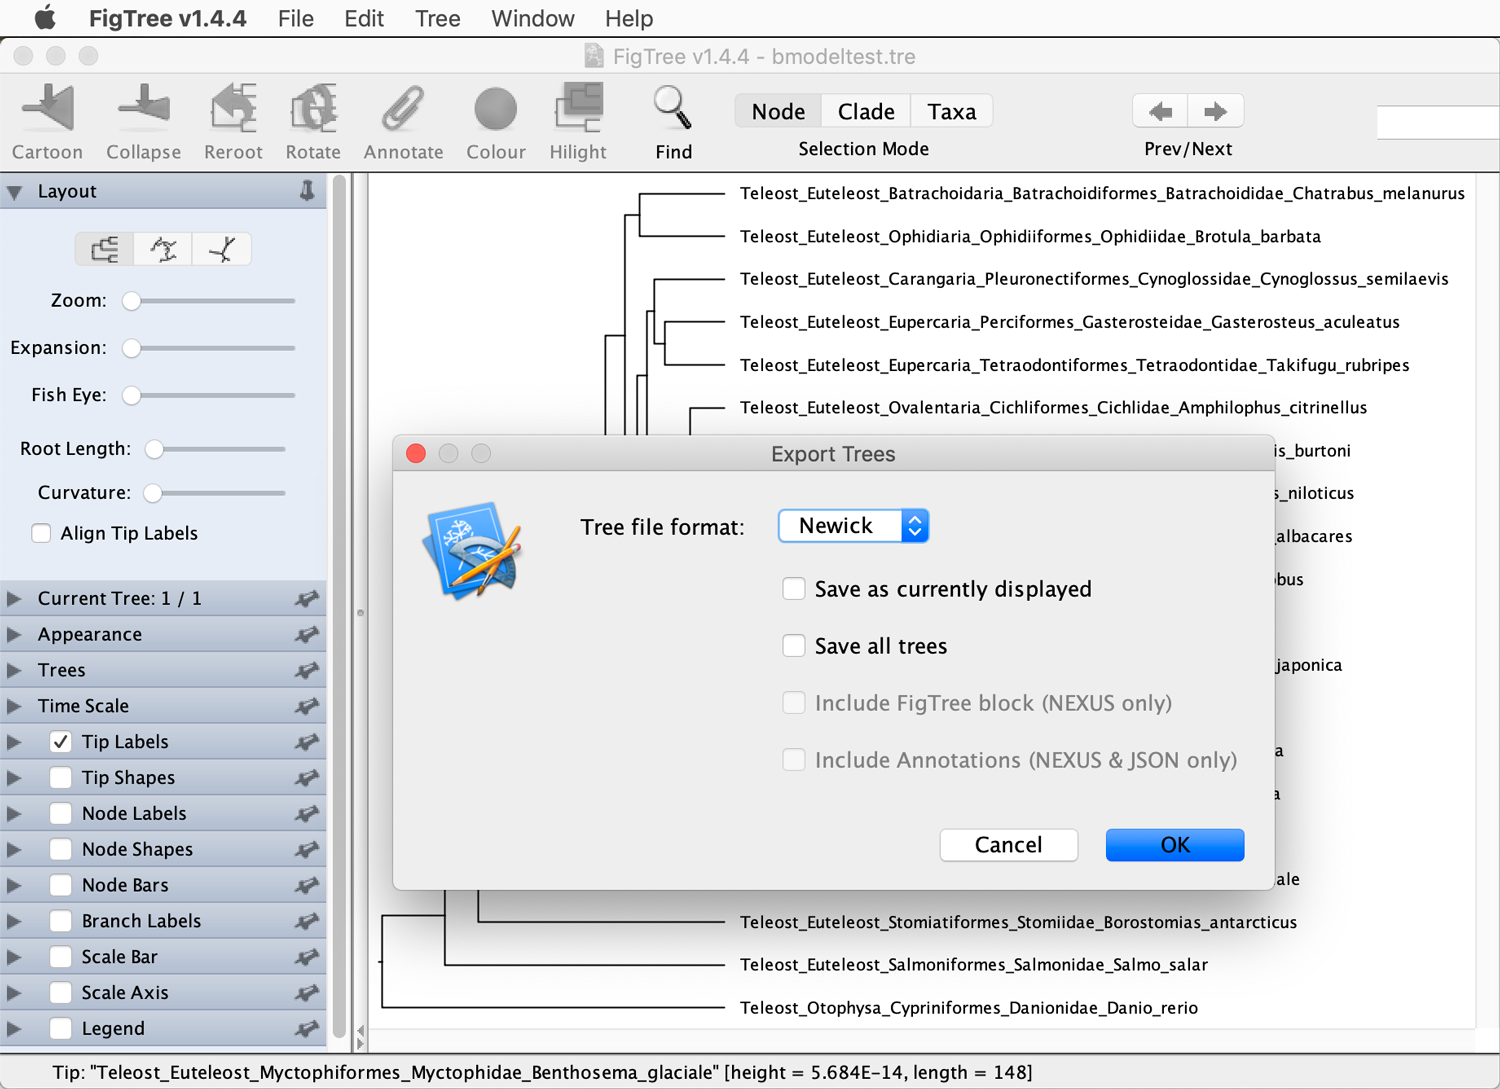 FigTree v1.4.4 File Edit Tree Window Help
FigTree v1.4.4 - bmodeltest.tre
Cartoon Collapse Reroot Rotate Annotate Colour Hilight Find
Node Clade Taxa
Selection Mode
Prev/Next
Layout
Zoom:
Expansion:
Fish Eye:
Root Length:
Curvature:
Align Tip Labels
Current Tree: 1 / 1
Appearance
Trees
Time Scale
Tip Labels
Tip Shapes
Node Labels
Node Shapes
Node Bars
Branch Labels
Scale Bar
Scale Axis
Legend
Teleost_Euteleost_Batrachoidaria_Batrachoidiformes_Batrachoididae_Chatrabus_melanurus
Teleost_Euteleost_Ophidiaria_Ophidiiformes_Ophidiidae_Brotula_barbata
Teleost_Euteleost_Carangaria_Pleuronectiformes_Cynoglossidae_Cynoglossus_semilaevis
Teleost_Euteleost_Eupercaria_Perciformes_Gasterosteidae_Gasterosteus_aculeatus
Teleost_Euteleost_Eupercaria_Tetraodontiformes_Tetraodontidae_Takifugu_rubripes
Teleost_Euteleost_Ovalentaria_Cichliformes_Cichlidae_Amphilophus_citrinellus
is_burtoni
s_niloticus
albacares
bus
japonica
a
a
ale
Export Trees
Tree file format: Newick
Save as currently displayed
Save all trees
Include FigTree block (NEXUS only)
Include Annotations (NEXUS & JSON only)
Cancel OK
Teleost_Euteleost_Stomiatiformes_Stomiidae_Borostomias_antarcticus
Teleost_Euteleost_Salmoniformes_Salmonidae_Salmo_salar
Teleost_Otophysa_Cypriniformes_Danionidae_Danio_rerio
Tip: "Teleost_Euteleost_Myctophiformes_Myctophidae_Benthosema_glaciale" [height = 5.684E-14, length = 148]